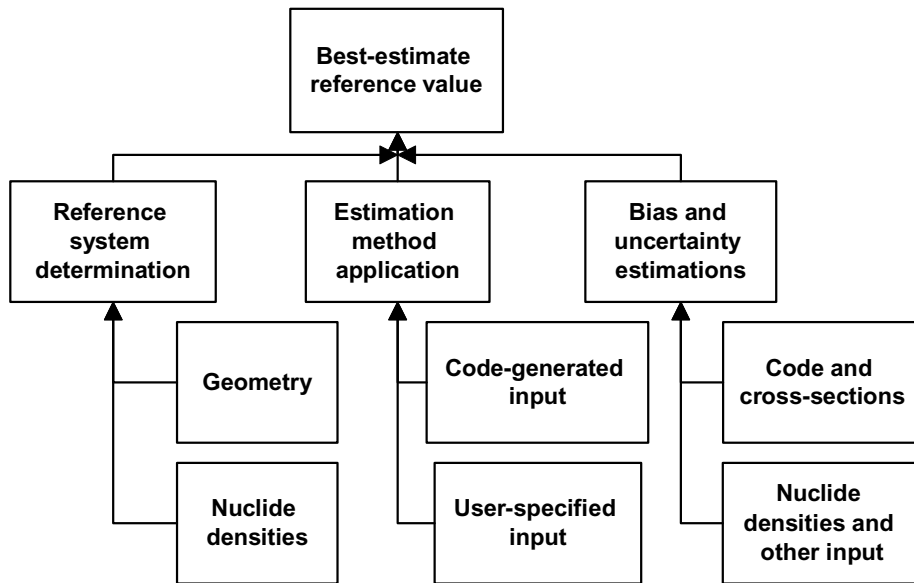 Best-estimate
reference value
Reference
system
determination
Estimation
method
application
Bias and
uncertainty
estimations
Geometry
Code-generated
input
Code and
cross-sections
Nuclide
densities
User-specified
input
Nuclide
densities and
other input